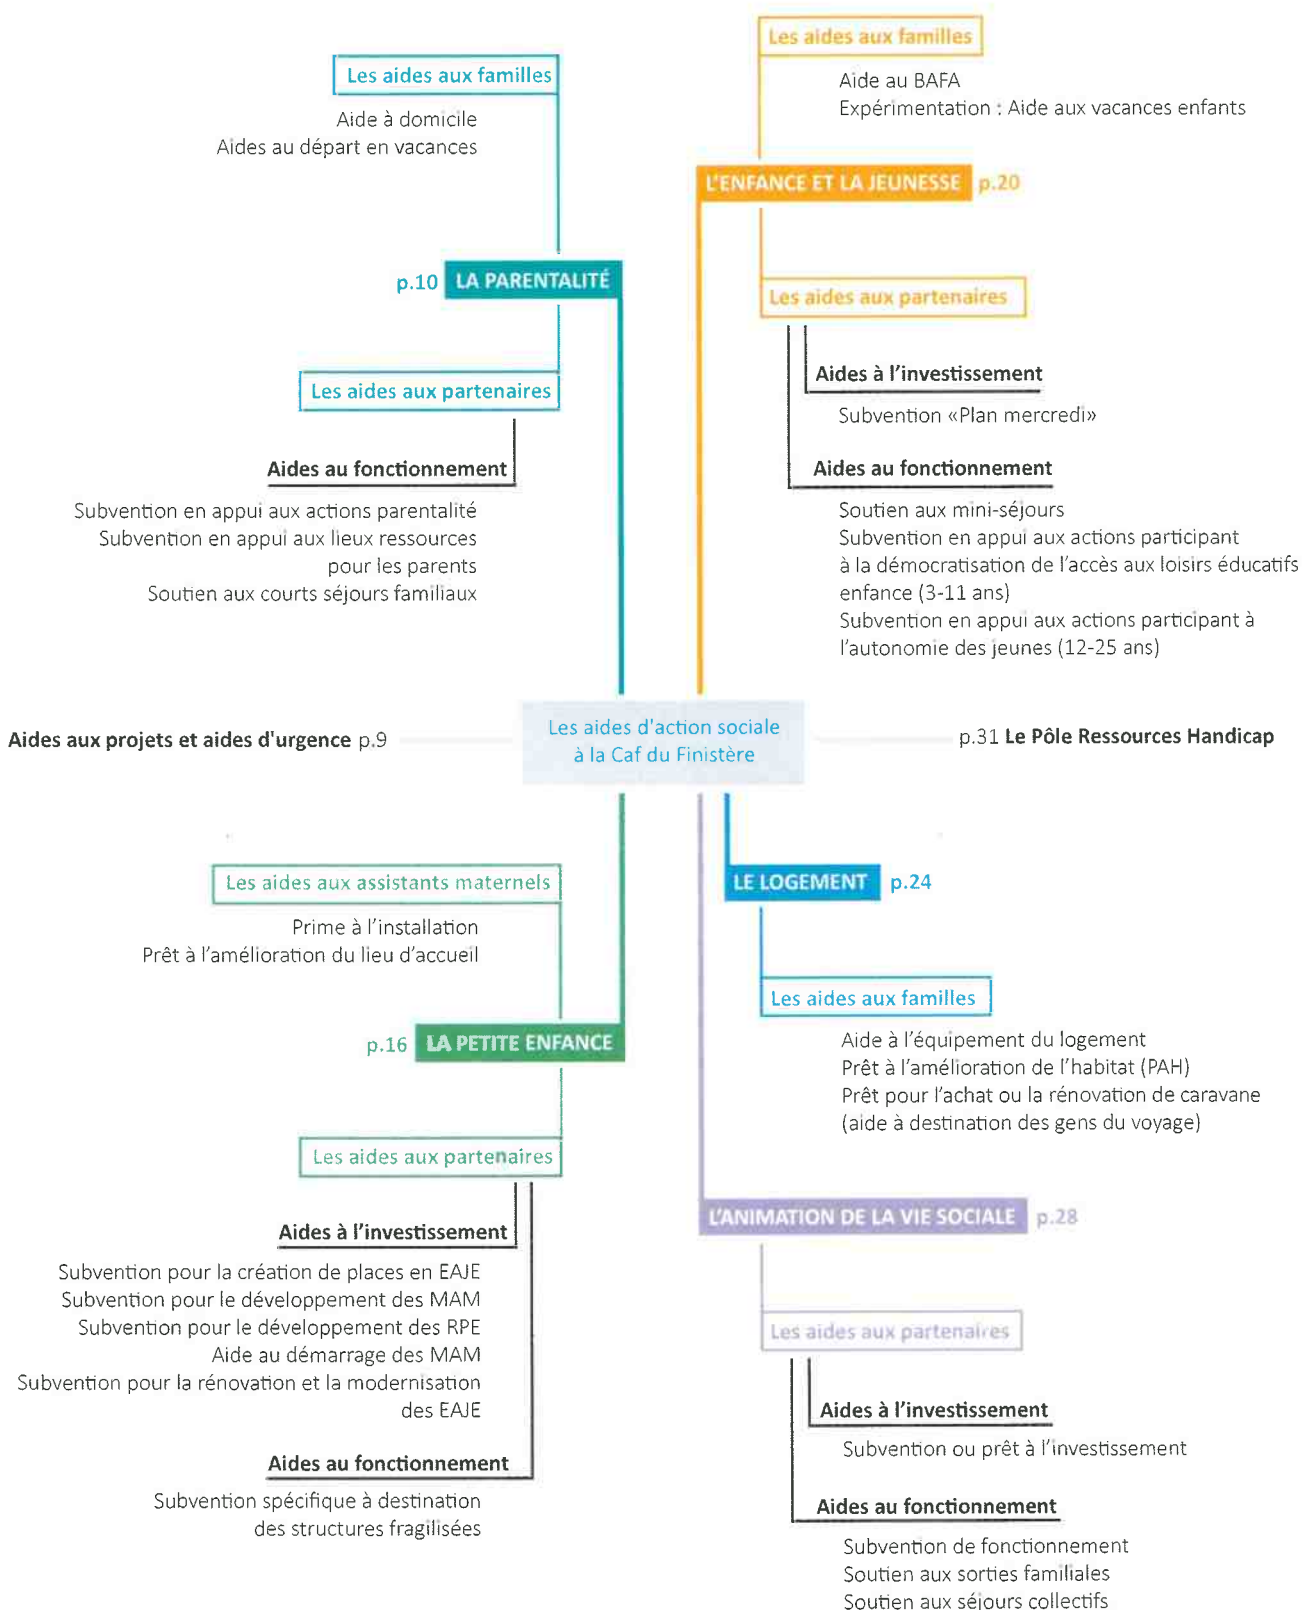 Les aides aux familles
Aide à domicile
Aides au départ en vacances
p.10 LA PARENTALITÉ
Les aides aux partenaires
Aides au fonctionnement
Subvention en appui aux actions parentalité
Subvention en appui aux lieux ressources
pour les parents
Soutien aux courts séjours familiaux
Les aides aux familles
Aide au BAFA
Expérimentation : Aide aux vacances enfants
L'ENFANCE ET LA JEUNESSE p.20
Les aides aux partenaires
Aides à l'investissement
Subvention «Plan mercredi»
Aides au fonctionnement
Soutien aux mini-séjours
Subvention en appui aux actions participant
à la démocratisation de l'accès aux loisirs éducatifs
enfance (3-11 ans)
Subvention en appui aux actions participant à
l'autonomie des jeunes (12-25 ans)
Aides aux projets et aides d'urgence p.9
Les aides d'action sociale
à la Caf du Finistère
p.31 Le Pôle Ressources Handicap
Les aides aux assistants maternels
Prime à l'installation
Prêt à l'amélioration du lieu d'accueil
p.16 LA PETITE ENFANCE
Les aides aux partenaires
Aides à l'investissement
Subvention pour la création de places en EAJE
Subvention pour le développement des MAM
Subvention pour le développement des RPE
Aide au démarrage des MAM
Subvention pour la rénovation et la modernisation
des EAJE
Aides au fonctionnement
Subvention spécifique à destination
des structures fragilisées
LE LOGEMENT p.24
Les aides aux familles
Aide à l'équipement du logement
Prêt à l'amélioration de l'habitat (PAH)
Prêt pour l'achat ou la rénovation de caravane
(aide à destination des gens du voyage)
L'ANIMATION DE LA VIE SOCIALE p.28
Les aides aux partenaires
Aides à l'investissement
Subvention ou prêt à l'investissement
Aides au fonctionnement
Subvention de fonctionnement
Soutien aux sorties familiales
Soutien aux séjours collectifs